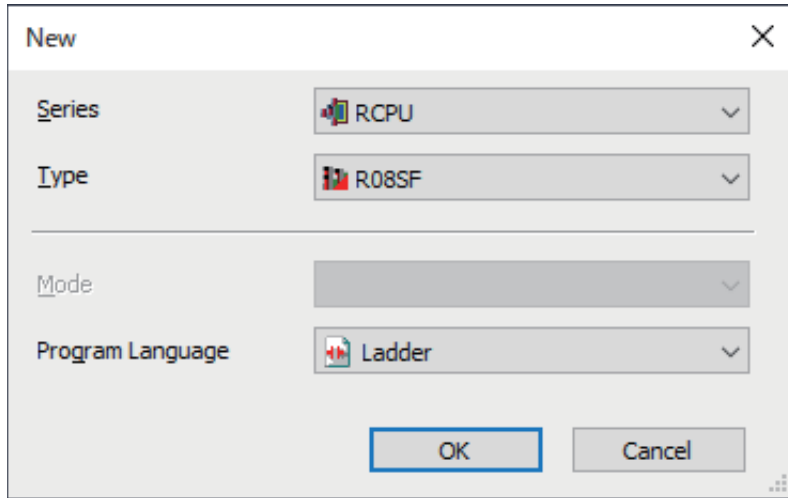 New
Series RCPU
Type R08SF
Mode
Program Language Ladder
OK Cancel